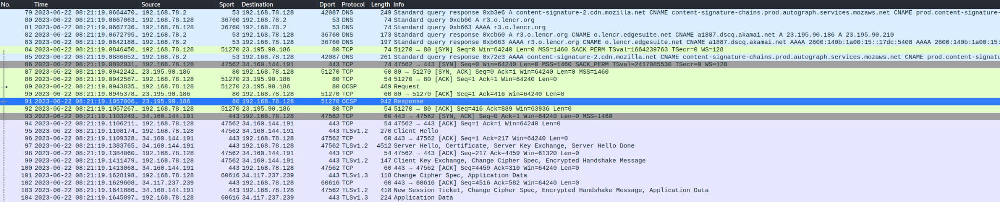 No. Time Source Sport Destination Dport Protocol Length Info
79 2023-06-22 08:21:19.0664470… 192.168.78.2 53 192.168.78.128 42087 DNS 249 Standard query response 0xb3e6 A content-signature-2.cdn.mozilla.net CNAME content-signature-chains.prod.autograph.services.mozaws.net CNAME prod.content-signature-
80 2023-06-22 08:21:19.0667063… 192.168.78.128 36760 192.168.78.2 53 DNS 74 Standard query 0xcb60 A r3.o.lencr.org
81 2023-06-22 08:21:19.0667736… 192.168.78.128 36760 192.168.78.2 53 DNS 74 Standard query 0xb663 AAAA r3.o.lencr.org
82 2023-06-22 08:21:19.0672795… 192.168.78.2 53 192.168.78.128 36760 DNS 173 Standard query response 0xcb60 A r3.o.lencr.org CNAME o.lencr.edgesuite.net CNAME a1887.dscq.akamai.net A 23.195.90.186 A 23.195.90.210
83 2023-06-22 08:21:19.0842188… 192.168.78.2 53 192.168.78.128 36760 DNS 197 Standard query response 0xb663 AAAA r3.o.lencr.org CNAME o.lencr.edgesuite.net CNAME a1887.dscq.akamai.net AAAA 2600:140b:1a00:15::17dc:5408 AAAA 2600:140b:1a00:15:
84 2023-06-22 08:21:19.0846450… 192.168.78.128 51270 23.195.90.186 80 TCP 74 51270 → 80 [SYN] Seq=0 Win=64240 Len=0 MSS=1460 SACK_PERM TSval=1664239763 TSecr=0 WS=128
85 2023-06-22 08:21:19.0886852… 192.168.78.2 53 192.168.78.128 42087 DNS 261 Standard query response 0x72e3 AAAA content-signature-2.cdn.mozilla.net CNAME content-signature-chains.prod.autograph.services.mozaws.net CNAME prod.content-signatu
86 2023-06-22 08:21:19.0892931… 192.168.78.128 47562 34.160.144.191 443 TCP 74 47562 → 443 [SYN] Seq=0 Win=64240 Len=0 MSS=1460 SACK_PERM TSval=2417085530 TSecr=0 WS=128
87 2023-06-22 08:21:19.0942242… 23.195.90.186 80 192.168.78.128 51270 TCP 60 80 → 51270 [SYN, ACK] Seq=0 Ack=1 Win=64240 Len=0 MSS=1460
88 2023-06-22 08:21:19.0942587… 192.168.78.128 51270 23.195.90.186 80 TCP 54 51270 → 80 [ACK] Seq=1 Ack=1 Win=64240 Len=0
89 2023-06-22 08:21:19.0943835… 192.168.78.128 51270 23.195.90.186 80 OCSP 469 Request
90 2023-06-22 08:21:19.0945378… 23.195.90.186 80 192.168.78.128 51270 TCP 60 80 → 51270 [ACK] Seq=1 Ack=416 Win=64240 Len=0
91 2023-06-22 08:21:19.1057006… 23.195.90.186 80 192.168.78.128 51270 OCSP 942 Response
92 2023-06-22 08:21:19.1057267… 192.168.78.128 51270 23.195.90.186 80 TCP 54 51270 → 80 [ACK] Seq=416 Ack=889 Win=63936 Len=0
93 2023-06-22 08:21:19.1103249… 34.160.144.191 443 192.168.78.128 47562 TCP 60 443 → 47562 [SYN, ACK] Seq=0 Ack=1 Win=64240 Len=0 MSS=1460
94 2023-06-22 08:21:19.1106211… 192.168.78.128 47562 34.160.144.191 443 TCP 54 47562 → 443 [ACK] Seq=1 Ack=1 Win=64240 Len=0
95 2023-06-22 08:21:19.1108174… 192.168.78.128 47562 34.160.144.191 443 TLSv1.2 270 Client Hello
96 2023-06-22 08:21:19.1109328… 34.160.144.191 443 192.168.78.128 47562 TCP 60 443 → 47562 [ACK] Seq=1 Ack=217 Win=64240 Len=0
97 2023-06-22 08:21:19.1383765… 34.160.144.191 443 192.168.78.128 47562 TLSv1.2 4512 Server Hello, Certificate, Server Key Exchange, Server Hello Done
98 2023-06-22 08:21:19.1384060… 192.168.78.128 47562 34.160.144.191 443 TCP 54 47562 → 443 [ACK] Seq=217 Ack=4459 Win=61320 Len=0
99 2023-06-22 08:21:19.1411479… 192.168.78.128 47562 34.160.144.191 443 TLSv1.2 147 Client Key Exchange, Change Cipher Spec, Encrypted Handshake Message
100 2023-06-22 08:21:19.1413068… 34.160.144.191 443 192.168.78.128 47562 TCP 60 443 → 47562 [ACK] Seq=4459 Ack=310 Win=64240 Len=0
101 2023-06-22 08:21:19.1628198… 192.168.78.128 60616 34.117.237.239 443 TLSv1.3 118 Change Cipher Spec, Application Data
102 2023-06-22 08:21:19.1629608… 34.117.237.239 443 192.168.78.128 60616 TCP 60 443 → 60616 [ACK] Seq=4516 Ack=582 Win=64240 Len=0
103 2023-06-22 08:21:19.1641886… 34.160.144.191 443 192.168.78.128 47562 TLSv1.2 418 New Session Ticket, Change Cipher Spec, Encrypted Handshake Message, Application Data
104 2023-06-22 08:21:19.1645097… 192.168.78.128 60616 34.117.237.239 443 TLSv1.3 224 Application Data